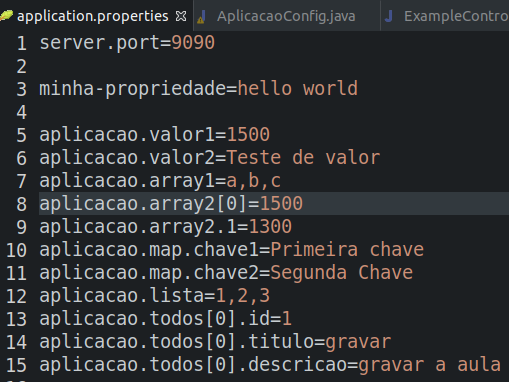 application.properties AplicacaoConfig.java ExampleContro
1 server.port=9090
2
3 minha-propriedade=hello world
4
5 aplicacao.valor1=1500
6 aplicacao.valor2=Teste de valor
7 aplicacao.array1=a,b,c
8 aplicacao.array2[0]=1500
9 aplicacao.array2.1=1300
10 aplicacao.map.chave1=Primeira chave
11 aplicacao.map.chave2=Segunda Chave
12 aplicacao.lista=1,2,3
13 aplicacao.todos[0].id=1
14 aplicacao.todos[0].titulo=gravar
15 aplicacao.todos[0].descricao=gravar a aula